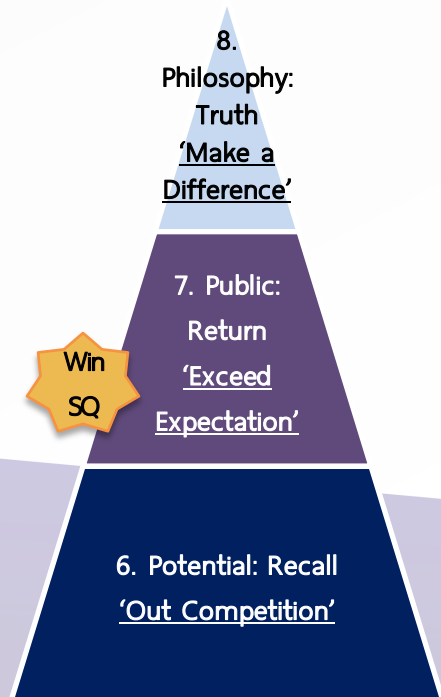 8.
Philosophy:
Truth
‘Make a
Difference’
7. Public:
Return
‘Exceed
Expectation’
Win
SQ
6. Potential: Recall
‘Out Competition’